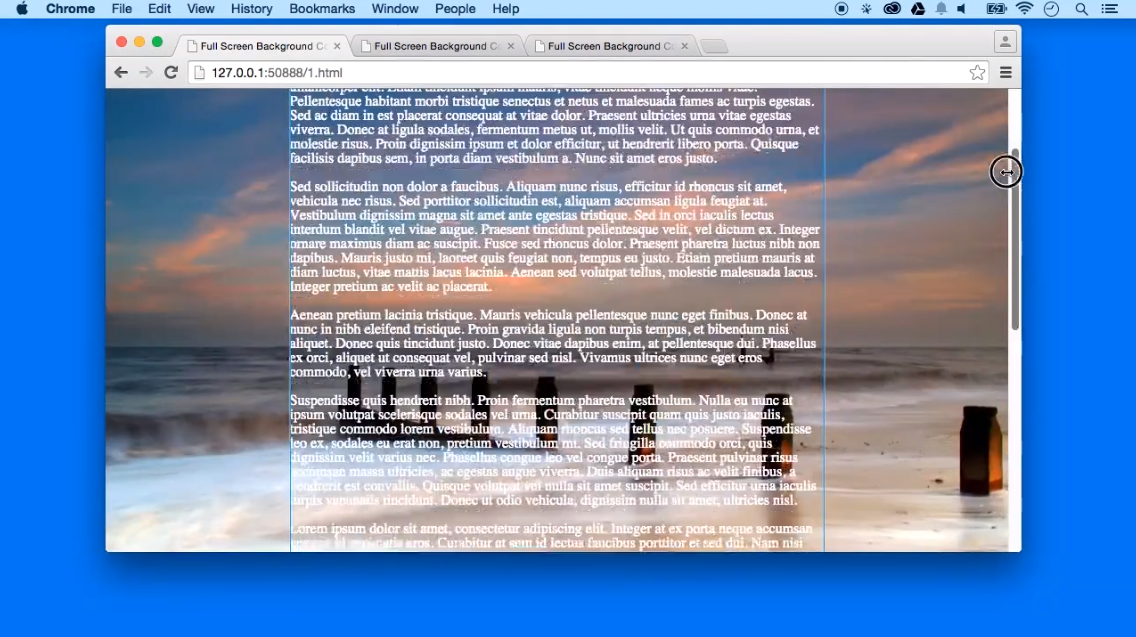 Chrome File Edit View History Bookmarks Window People Help
Full Screen Background C
Full Screen Background C
Full Screen Background C
127.0.0.1:50888/1.html
Pellentesque habitant morbi tristique senectus et netus et malesuada fames ac turpis egestas.
Sed ac diam in est placerat consequat at vitae dolor. Praesent ultricies urna vitae egestas
viverra. Donec at ligula sodales, fermentum metus ut, mollis velit. Ut quis commodo urna, et
molestie risus. Proin dignissim ipsum et dolor efficitur, ut hendrerit libero porta. Quisque
facilisis dapibus sem, in porta diam vestibulum a. Nunc sit amet eros justo.
Sed sollicitudin non dolor a faucibus. Aliquam nunc risus, efficitur id rhoncus sit amet,
vehicula nec risus. Sed porttitor sollicitudin est, aliquam accumsan ligula feugiat at.
Vestibulum dignissim magna sit amet ante egestas tristique. Sed in orci iaculis lectus
interdum blandit vel vitae augue. Praesent tincidunt pellentesque velit, vel dictum ex. Integer
ornare maximus diam ac suscipit. Fusce sed rhoncus dolor. Praesent pharetra luctus nibh non
dapibus. Mauris justo mi, laoreet quis feugiat non, tempus eu justo. Etiam pretium mauris at
diam luctus, vitae mattis lacus lacinia. Aenean sed volutpat tellus, molestie malesuada lacus.
Integer pretium ac velit ac placerat.
Aenean pretium lacinia tristique. Mauris vehicula pellentesque nunc eget finibus. Donec at
nunc in nibh eleifend tristique. Proin gravida ligula non turpis tempus, et bibendum nisi
aliquet. Donec quis tincidunt justo. Donec vitae dapibus enim, at pellentesque dui. Phasellus
ex orci, aliquet ut consequat vel, pulvinar sed nisl. Vivamus ultrices nunc eget eros
commodo, vel viverra urna varius.
Suspendisse quis hendrerit nibh. Proin fermentum pharetra vestibulum. Nulla eu nunc at
ipsum volutpat scelerisque sodales vel urna. Curabitur suscipit quam quis justo iaculis,
tristique commodo lorem vestibulum. Aliquam rhoncus sed tellus nec posuere. Suspendisse
leo ex, sodales eu erat non, pretium vestibulum mi. Sed fringilla commodo orci, quis
dignissim velit varius nec. Phasellus congue leo vel congue porta. Praesent pulvinar risus
accumsan massa ultricies, ac egestas augue viverra. Duis aliquam risus ac velit finibus, a
hendrerit est convallis. Quisque volutpat vel nulla sit amet suscipit. Sed efficitur urna iaculis
turpis venenatis tincidunt. Donec ut odio vehicula, dignissim nulla sit amet, ultricies nisl.
Lorem ipsum dolor sit amet, consectetur adipiscing elit. Integer at ex porta neque accumsan
eros. Curabitur at sem id lectus faucibus porttitor et sed dui. Nam nisi